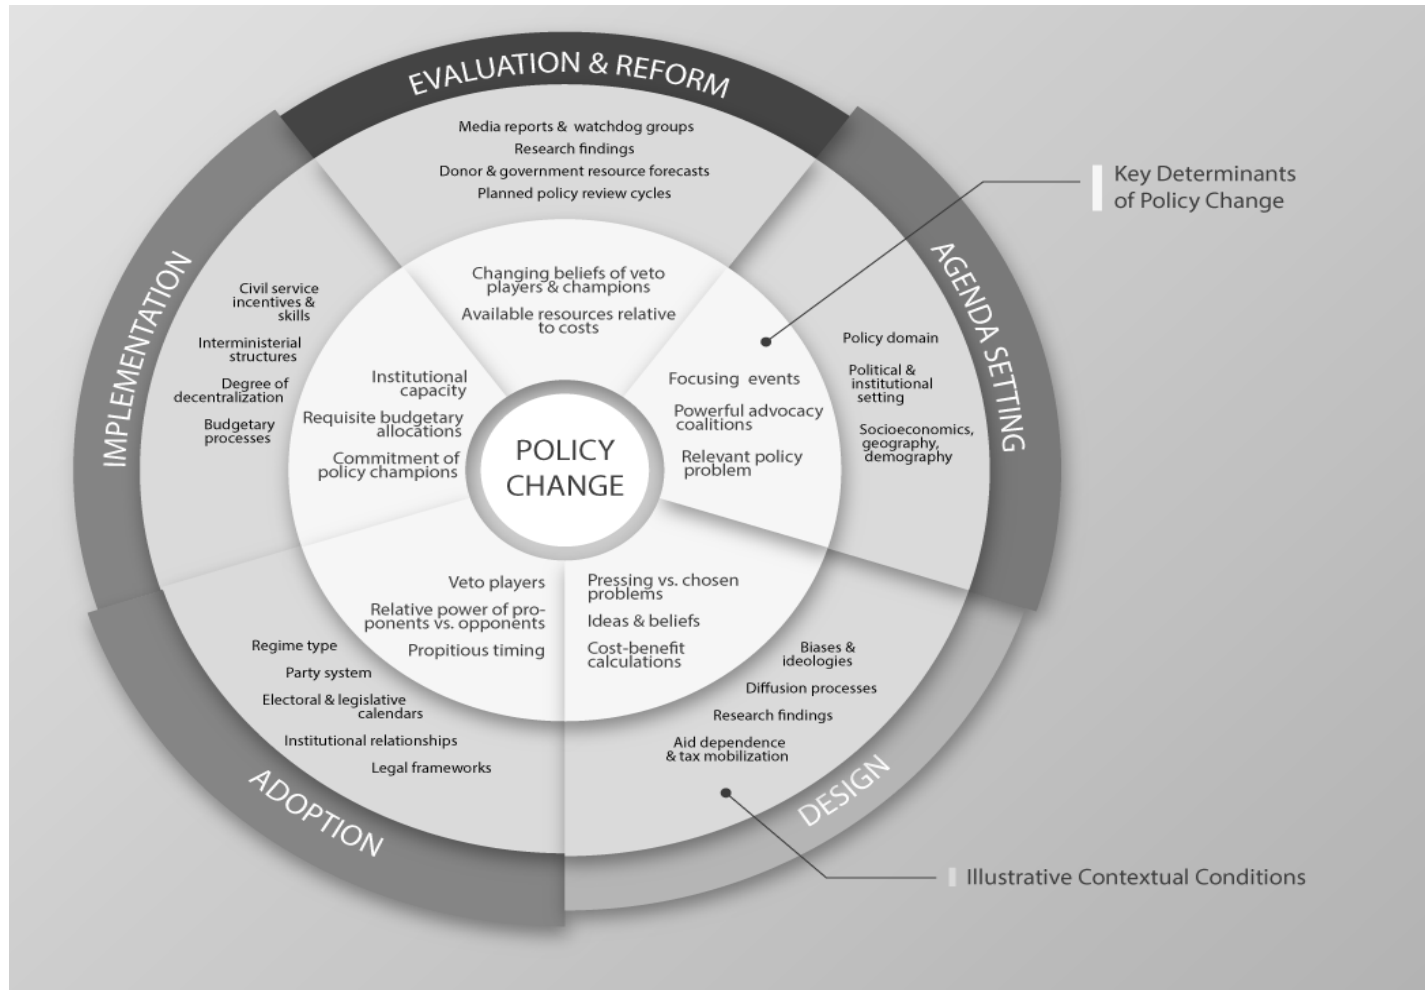 EVALUATION & REFORM
Media reports & watchdog groups
Research findings
Donor & government resource forecasts
Planned policy review cycles
Changing beliefs of veto
players & champions
Available resources relative
to costs
Key Determinants
of Policy Change
AGENDA SETTING
Policy domain
Political &
institutional
setting
Socioeconomics,
geography,
demography
Focusing events
Powerful advocacy
coalitions
Relevant policy
problem
IMPLEMENTATION
Civil service
incentives &
skills
Interministerial
structures
Degree of
decentralization
Budgetary
processes
Institutional
capacity
Requisite budgetary
allocations
Commitment of
policy champions
POLICY
CHANGE
Veto players
Relative power of pro-
ponents vs. opponents
Propitious timing
Pressing vs. chosen
problems
Ideas & beliefs
Cost-benefit
calculations
Regime type
Party system
Electoral & legislative
calendars
Institutional relationships
Legal frameworks
ADOPTION
Biases &
ideologies
Diffusion processes
Research findings
Aid dependence
& tax mobilization
DESIGN
Illustrative Contextual Conditions